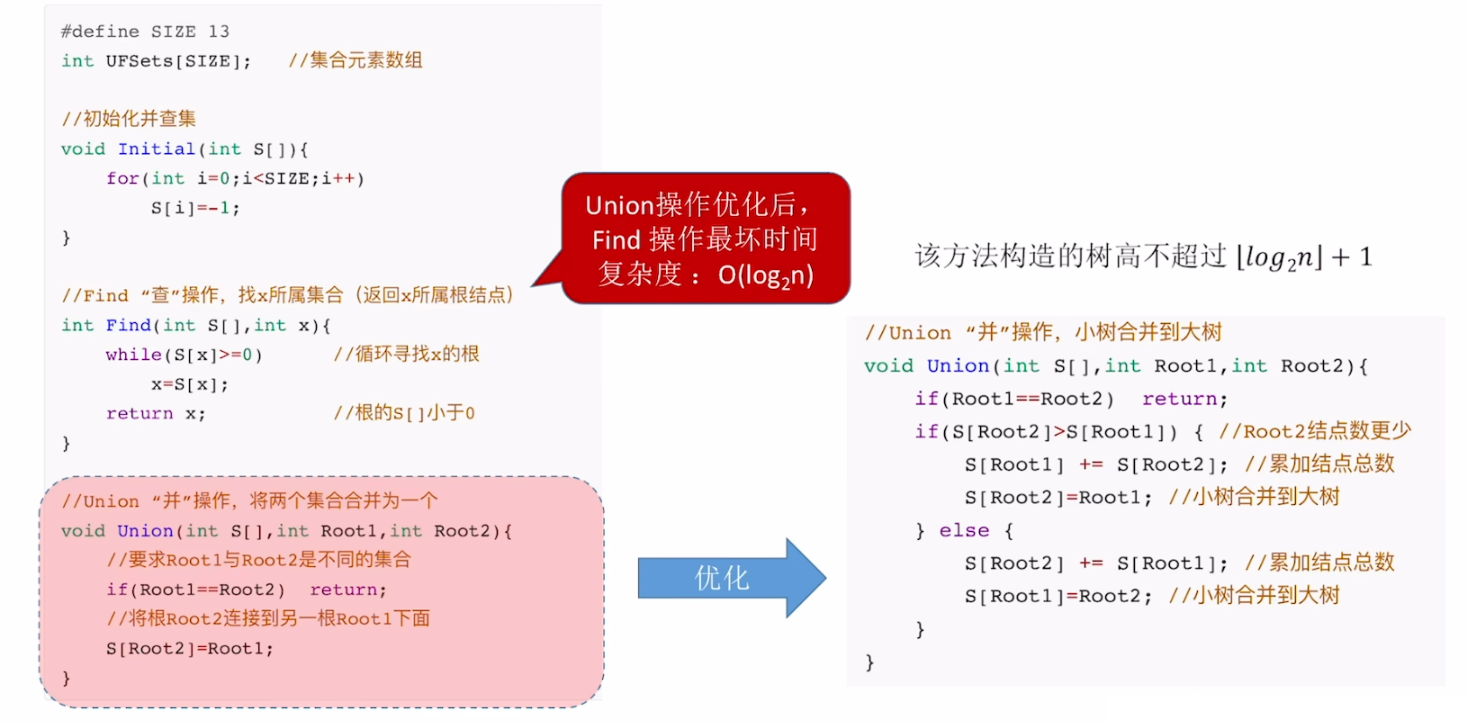 #define SIZE 13
int UFSets[SIZE];   //集合元素数组
//初始化并查集
void Initial(int S[]){
    for(int i=0;i<SIZE;i++)
        S[i]=-1;
}
//Find “查”操作，找x所属集合（返回x所属根结点）
int Find(int S[],int x){
    while(S[x]>=0)      //循环寻找x的根
        x=S[x];
    return x;           //根的S[]小于0
}
//Union “并”操作，将两个集合合并为一个
void Union(int S[],int Root1,int Root2){
    //要求Root1与Root2是不同的集合
    if(Root1==Root2)  return;
    //将根Root2连接到另一根Root1下面
    S[Root2]=Root1;
}
Union操作优化后，
Find 操作最坏时间
复杂度：O(log₂n)
优化
该方法构造的树高不超过 ⌊log₂n⌋ + 1
//Union “并”操作，小树合并到大树
void Union(int S[],int Root1,int Root2){
    if(Root1==Root2)  return;
    if(S[Root2]>S[Root1]) { //Root2结点数更少
        S[Root1] += S[Root2]; //累加结点总数
        S[Root2]=Root1; //小树合并到大树
    } else {
        S[Root2] += S[Root1]; //累加结点总数
        S[Root1]=Root2; //小树合并到大树
    }
}